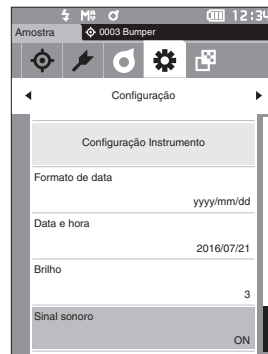 12:34
Amostra 0003 Bumper
Configuração
Configuração Instrumento
Formato de data
yyyy/mm/dd
Data e hora
2016/07/21
Brilho
3
Sinal sonoro
ON